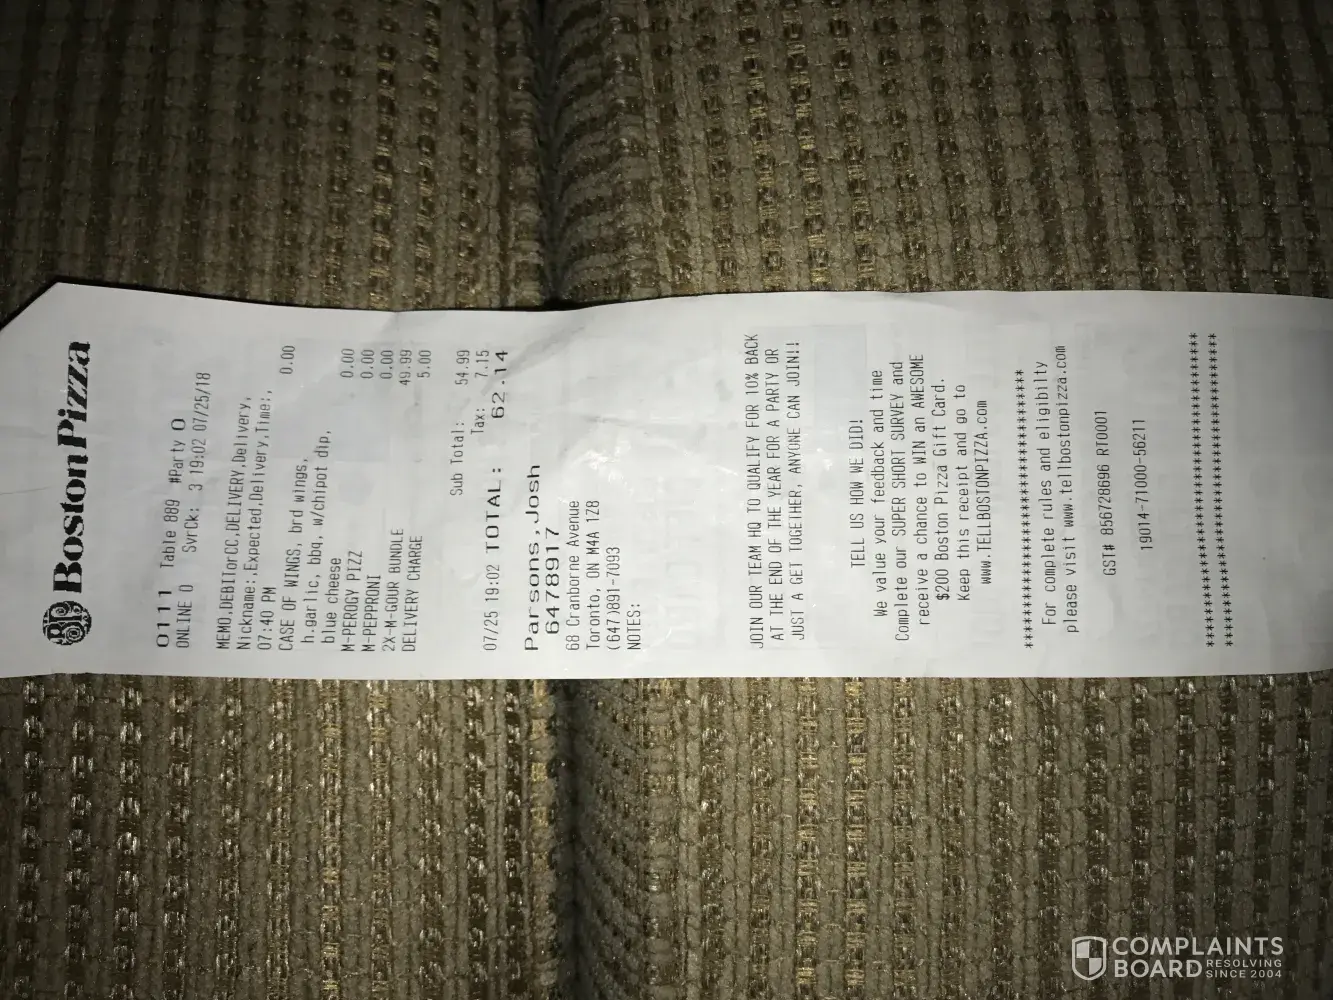 BP
Boston Pizza
0111 Table 889 #Party 0
ONLINE 0 SvrCk: 3 19:02 07/25/18
MEMO.DEBITorCC,DELIVERY,Delivery,
Nickname:,Expected,Delivery,Time:,
07:40 PM
CASE OF WINGS, brd wings, 0.00
h.garlic, bbq, w/chipot dip,
blue cheese
M-PEROGY PIZZ 0.00
M-PEPPRONI 0.00
2X-M-GOUR BUNDLE 0.00
49.99
DELIVERY CHARGE 5.00
Sub Total: 54.99
Tax: 7.15
07/25 19:02 TOTAL: 62.14
Parsons,Josh
6478917
68 Cranborne Avenue
Toronto, ON M4A 1Z8
(647)891-7093
NOTES:
JOIN OUR TEAM HQ TO QUALIFY FOR 10% BACK
AT THE END OF THE YEAR FOR A PARTY OR
JUST A GET TOGETHER, ANYONE CAN JOIN!!
TELL US HOW WE DID!
We value your feedback and time
Complete our SUPER SHORT SURVEY and
receive a chance to WIN an AWESOME
$200 Boston Pizza Gift Card.
Keep this receipt and go to
www.TELLBOSTONPIZZA.com
****************************************
For complete rules and eligibilty
please visit www.tellbostonpizza.com
GST# 856728696 RT0001
19014-71000-56211
****************************************
****************************************
COMPLAINTS
BOARD RESOLVING
SINCE 2004